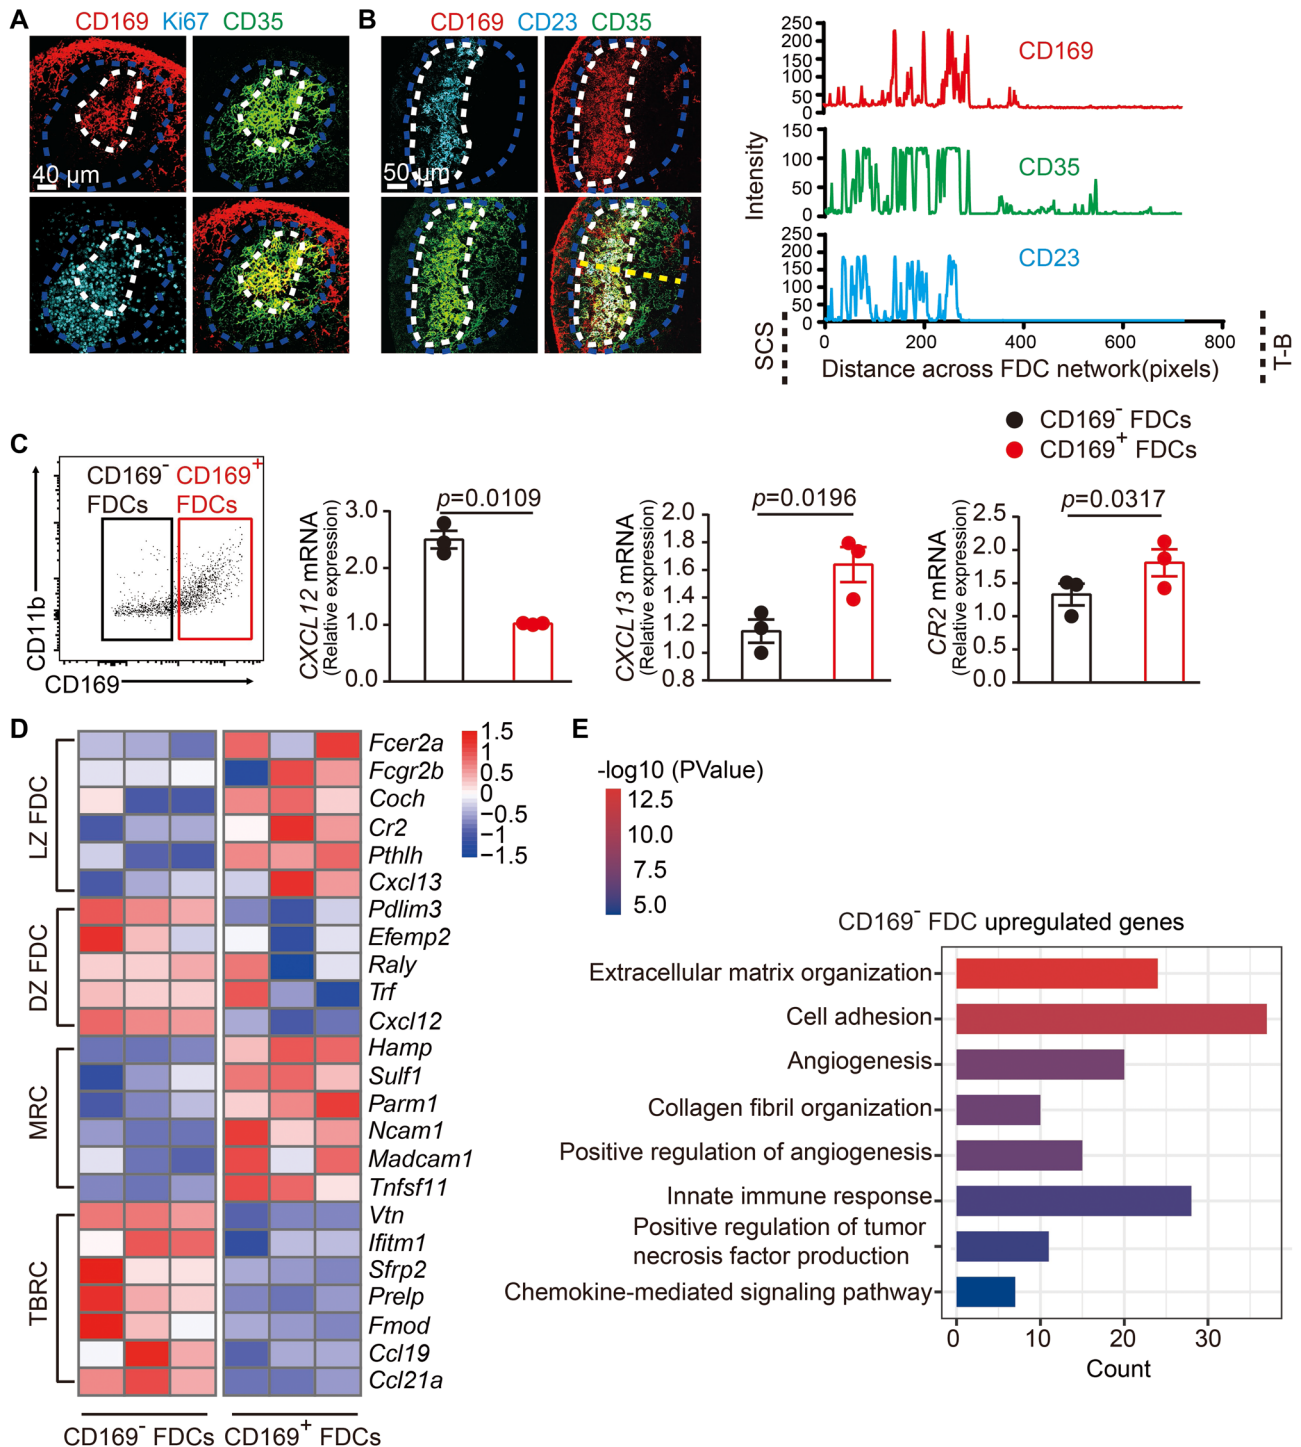 A
CD169 Ki67 CD35
40 μm
B
CD169 CD23 CD35
50 μm
Intensity
250
200
150
100
50
0
CD169
150
100
50
0
CD35
250
200
150
100
50
0
CD23
0 200 400 600 800
SCS
T-B
Distance across FDC network(pixels)
CD169- FDCs
CD169+ FDCs
C
CD169- FDCs
CD169+ FDCs
CD11b
CD169
CXCL12 mRNA
(Relative expression)
3.0
2.0
1.0
0.0
p=0.0109
CXCL13 mRNA
(Relative expression)
2.0
1.8
1.6
1.4
1.2
1.0
0.8
p=0.0196
CR2 mRNA
(Relative expression)
2.5
2.0
1.5
1.0
0.5
0.0
p=0.0317
D
LZ FDC
Fcer2a
Fcgr2b
Coch
Cr2
Pthlh
Cxcl13
DZ FDC
Pdlim3
Efemp2
Raly
Trf
Cxcl12
MRC
Hamp
Sulf1
Parm1
Ncam1
Madcam1
Tnfsf11
TBRC
Vtn
Ifitm1
Sfrp2
Prelp
Fmod
Ccl19
Ccl21a
CD169- FDCs CD169+ FDCs
1.5
1
0.5
0
−0.5
−1
−1.5
E
-log10 (PValue)
12.5
10.0
7.5
5.0
CD169- FDC upregulated genes
Extracellular matrix organization
Cell adhesion
Angiogenesis
Collagen fibril organization
Positive regulation of angiogenesis
Innate immune response
Positive regulation of tumor
necrosis factor production
Chemokine-mediated signaling pathway
0 10 20 30
Count